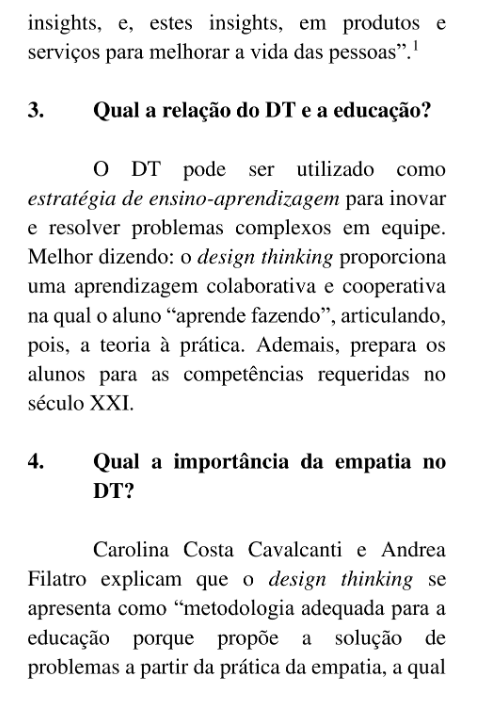 insights, e, estes insights, em produtos e
serviços para melhorar a vida das pessoas”.1
3. Qual a relação do DT e a educação?
O DT pode ser utilizado como
estratégia de ensino-aprendizagem para inovar
e resolver problemas complexos em equipe.
Melhor dizendo: o design thinking proporciona
uma aprendizagem colaborativa e cooperativa
na qual o aluno “aprende fazendo”, articulando,
pois, a teoria à prática. Ademais, prepara os
alunos para as competências requeridas no
século XXI.
4. Qual a importância da empatia no
DT?
Carolina Costa Cavalcanti e Andrea
Filatro explicam que o design thinking se
apresenta como “metodologia adequada para a
educação porque propõe a solução de
problemas a partir da prática da empatia, a qual